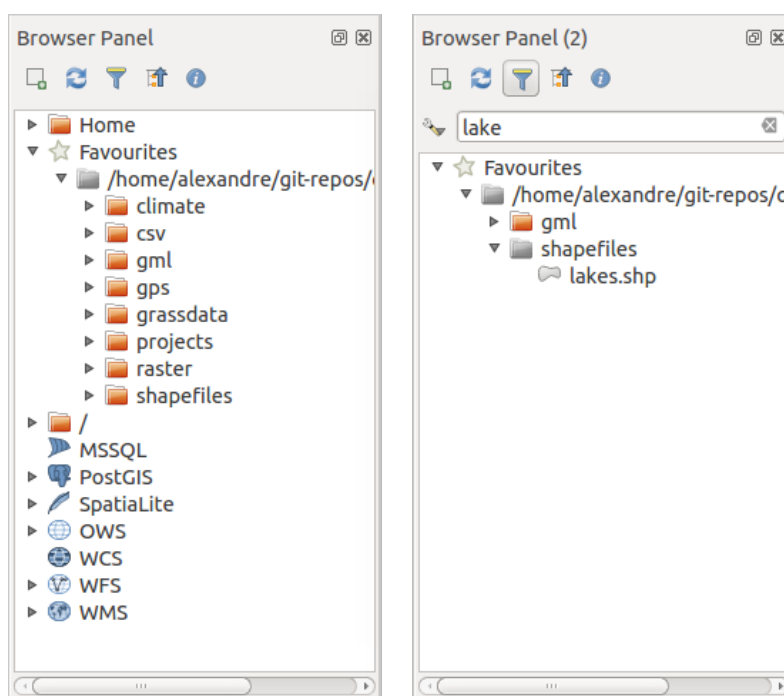 Browser Panel
Home
Favourites
/home/alexandre/git-repos/
climate
csv
gml
gps
grassdata
projects
raster
shapefiles
/
MSSQL
PostGIS
SpatiaLite
OWS
WCS
WFS
WMS
Browser Panel (2)
lake
Favourites
/home/alexandre/git-repos/
gml
shapefiles
lakes.shp